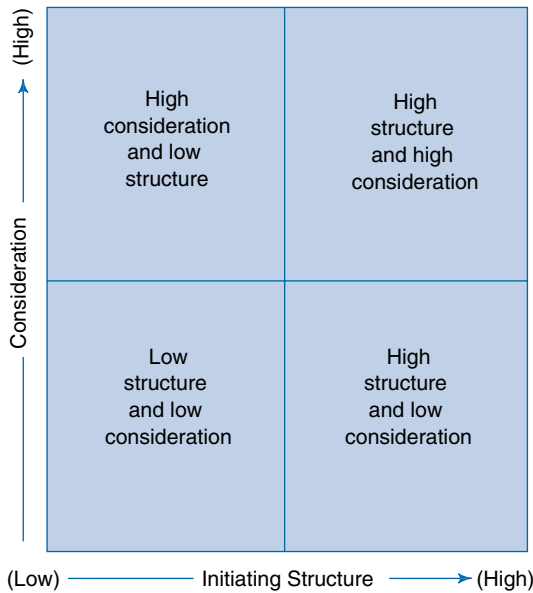 (High)
Consideration
High
consideration
and low
structure
High
structure
and high
consideration
Low
structure
and low
consideration
High
structure
and low
consideration
(Low)
Initiating Structure
(High)